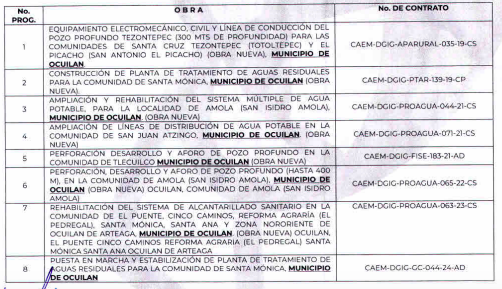 No. PROG.
O B R A
No. DE CONTRATO
1
EQUIPAMIENTO ELECTROMECÁNICO, CIVIL Y LÍNEA DE CONDUCCIÓN DEL
POZO PROFUNDO TEZONTEPEC (300 MTS DE PROFUNDIDAD) PARA LAS
COMUNIDADES DE SANTA CRUZ TEZONTEPEC (TOTOLTEPEC) Y EL
PICACHO (SAN ANTONIO EL PICACHO) (OBRA NUEVA), MUNICIPIO DE
OCUILAN.
CAEM-DGIG-APARURAL-035-19-CS
2
CONSTRUCCIÓN DE PLANTA DE TRATAMIENTO DE AGUAS RESIDUALES
PARA LA COMUNIDAD DE SANTA MÓNICA, MUNICIPIO DE OCUILAN (OBRA
NUEVA).
CAEM-DGIG-PTAR-139-19-CP
3
AMPLIACIÓN Y REHABILITACIÓN DEL SISTEMA MÚLTIPLE DE AGUA
POTABLE, PARA LA LOCALIDAD DE AMOLA (SAN ISIDRO AMOLA),
MUNICIPIO DE OCUILAN (OBRA NUEVA)
CAEM-DGIG-PROAGUA-044-21-CS
4
AMPLIACIÓN DE LÍNEAS DE DISTRIBUCIÓN DE AGUA POTABLE EN LA
COMUNIDAD DE SAN JUAN ATZINGO, MUNICIPIO DE OCUILAN, (OBRA
NUEVA)
CAEM-DGIG-PROAGUA-071-21-CS
5
PERFORACIÓN DESARROLLO Y AFORO DE POZO PROFUNDO EN LA
COMUNIDAD DE TLECUILCO MUNICIPIO DE OCUILAN (OBRA NUEVA)
CAEM-DGIG-FISE-183-21-AD
6
PERFORACIÓN, DESARROLLO Y AFORO DE POZO PROFUNDO (HASTA 400
M), EN LA COMUNIDAD DE AMOLA (SAN ISIDRO AMOLA), MUNICIPIO DE
OCUILAN (OBRA NUEVA) OCUILAN, COMUNIDAD DE AMOLA (SAN ISIDRO
AMOLA)
CAEM-DGIG-PROAGUA-065-22-CS
7
REHABILITACIÓN DEL SISTEMA DE ALCANTARILLADO SANITARIO EN LA
COMUNIDAD DE EL PUENTE, CINCO CAMINOS, REFORMA AGRARÍA (EL
PEDREGAL), SANTA MÓNICA, SANTA ANA Y ZONA NORORIENTE DE
OCUILAN DE ARTEAGA, MUNICIPIO DE OCUILAN, (OBRA NUEVA) OCUILAN,
EL PUENTE CINCO CAMINOS REFORMA AGRARIA (EL PEDREGAL) SANTA
MÓNICA SANTA ANA OCUILAN DE ARTEAGA
CAEM-DGIG-PROAGUA-063-23-CS
8
PUESTA EN MARCHA Y ESTABILIZACIÓN DE PLANTA DE TRATAMIENTO DE
AGUAS RESIDUALES PARA LA COMUNIDAD DE SANTA MÓNICA, MUNICIPIO
DE OCUILAN
CAEM-DGIG-GC-044-24-AD